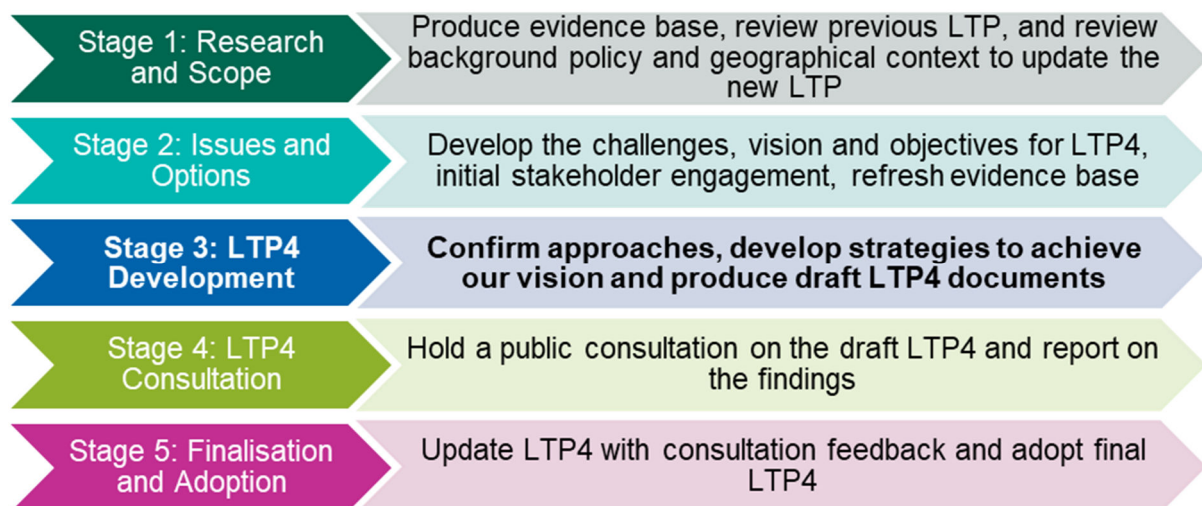 Stage 1: Research
and Scope
Produce evidence base, review previous LTP, and review
background policy and geographical context to update the
new LTP
Stage 2: Issues and
Options
Develop the challenges, vision and objectives for LTP4,
initial stakeholder engagement, refresh evidence base
Stage 3: LTP4
Development
Confirm approaches, develop strategies to achieve
our vision and produce draft LTP4 documents
Stage 4: LTP4
Consultation
Hold a public consultation on the draft LTP4 and report on
the findings
Stage 5: Finalisation
and Adoption
Update LTP4 with consultation feedback and adopt final
LTP4